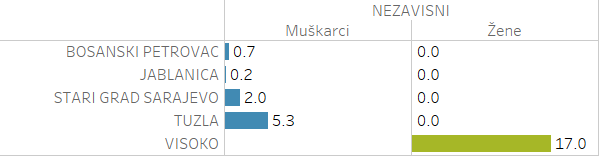 NEZAVISNI
Muškarci Žene
BOSANSKI PETROVAC 0.7 0.0
JABLANICA 0.2 0.0
STARI GRAD SARAJEVO 2.0 0.0
TUZLA 5.3 0.0
VISOKO 17.0